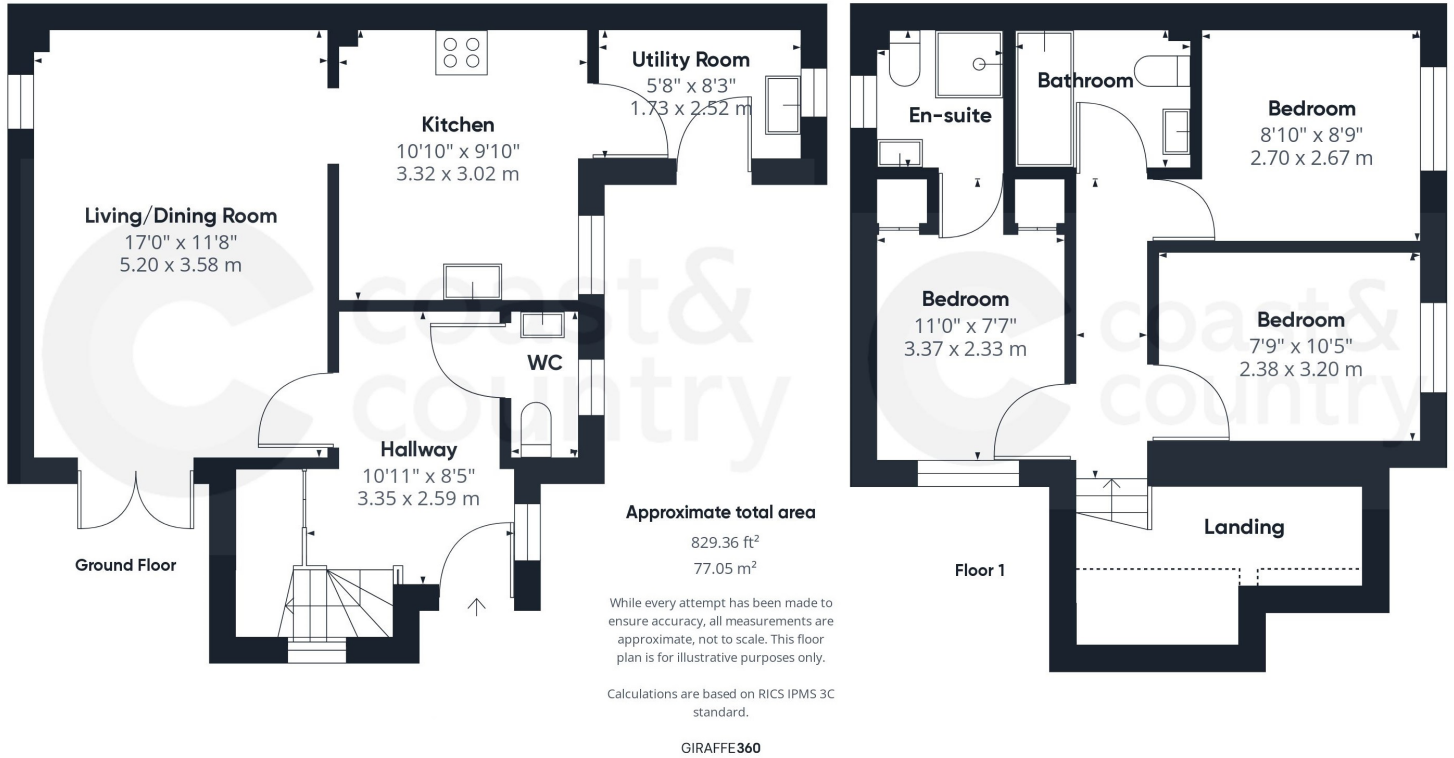 Utility Room
5'8" x 8'3"
1.73 x 2.52 m
Kitchen
10'10" x 9'10"
3.32 x 3.02 m
Living/Dining Room
17'0" x 11'8"
5.20 x 3.58 m
WC
Hallway
10'11" x 8'5"
3.35 x 2.59 m
Ground Floor
coast&
country
Approximate total area
829.36 ft²
77.05 m²
While every attempt has been made to
ensure accuracy, all measurements are
approximate, not to scale. This floor
plan is for illustrative purposes only.
Calculations are based on RICS IPMS 3C
standard.
GIRAFFE360
Bathroom
En-suite
Bedroom
8'10" x 8'9"
2.70 x 2.67 m
Bedroom
11'0" x 7'7"
3.37 x 2.33 m
Bedroom
7'9" x 10'5"
2.38 x 3.20 m
Landing
Floor 1
coast&
country